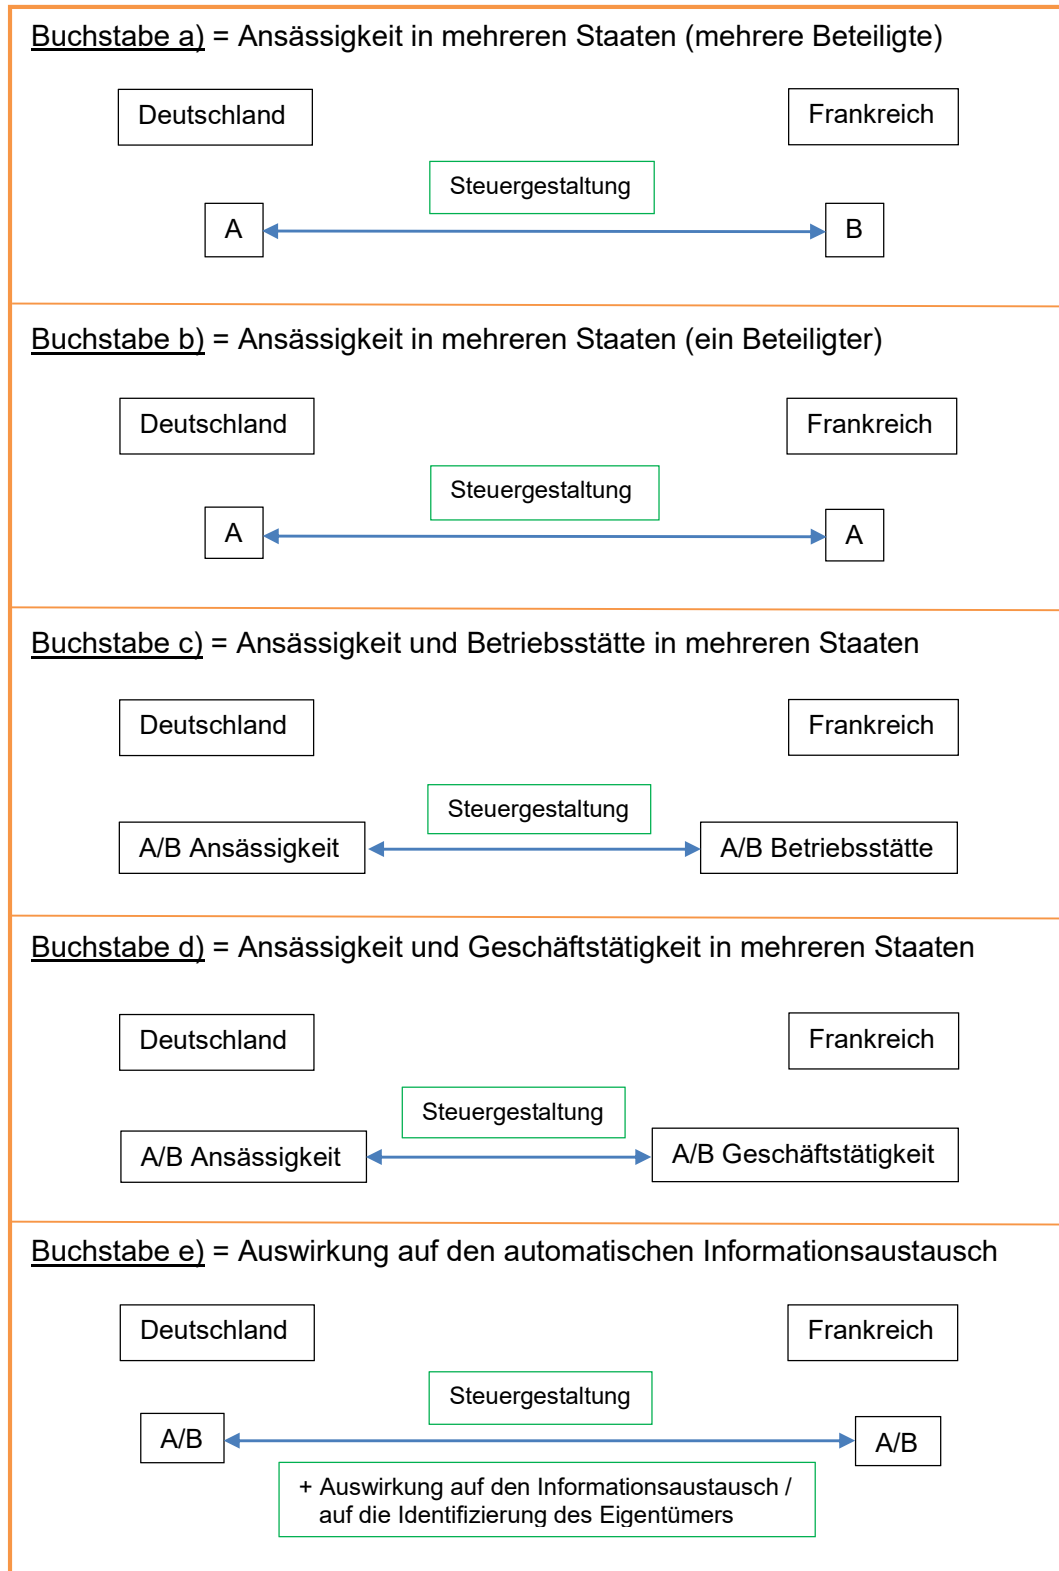 Buchstabe a) = Ansässigkeit in mehreren Staaten (mehrere Beteiligte)
Deutschland
Frankreich
Steuergestaltung
A
B
Buchstabe b) = Ansässigkeit in mehreren Staaten (ein Beteiligter)
Deutschland
Frankreich
Steuergestaltung
A
A
Buchstabe c) = Ansässigkeit und Betriebsstätte in mehreren Staaten
Deutschland
Frankreich
Steuergestaltung
A/B Ansässigkeit
A/B Betriebsstätte
Buchstabe d) = Ansässigkeit und Geschäftstätigkeit in mehreren Staaten
Deutschland
Frankreich
Steuergestaltung
A/B Ansässigkeit
A/B Geschäftstätigkeit
Buchstabe e) = Auswirkung auf den automatischen Informationsaustausch
Deutschland
Frankreich
Steuergestaltung
A/B
A/B
+ Auswirkung auf den Informationsaustausch /
auf die Identifizierung des Eigentümers